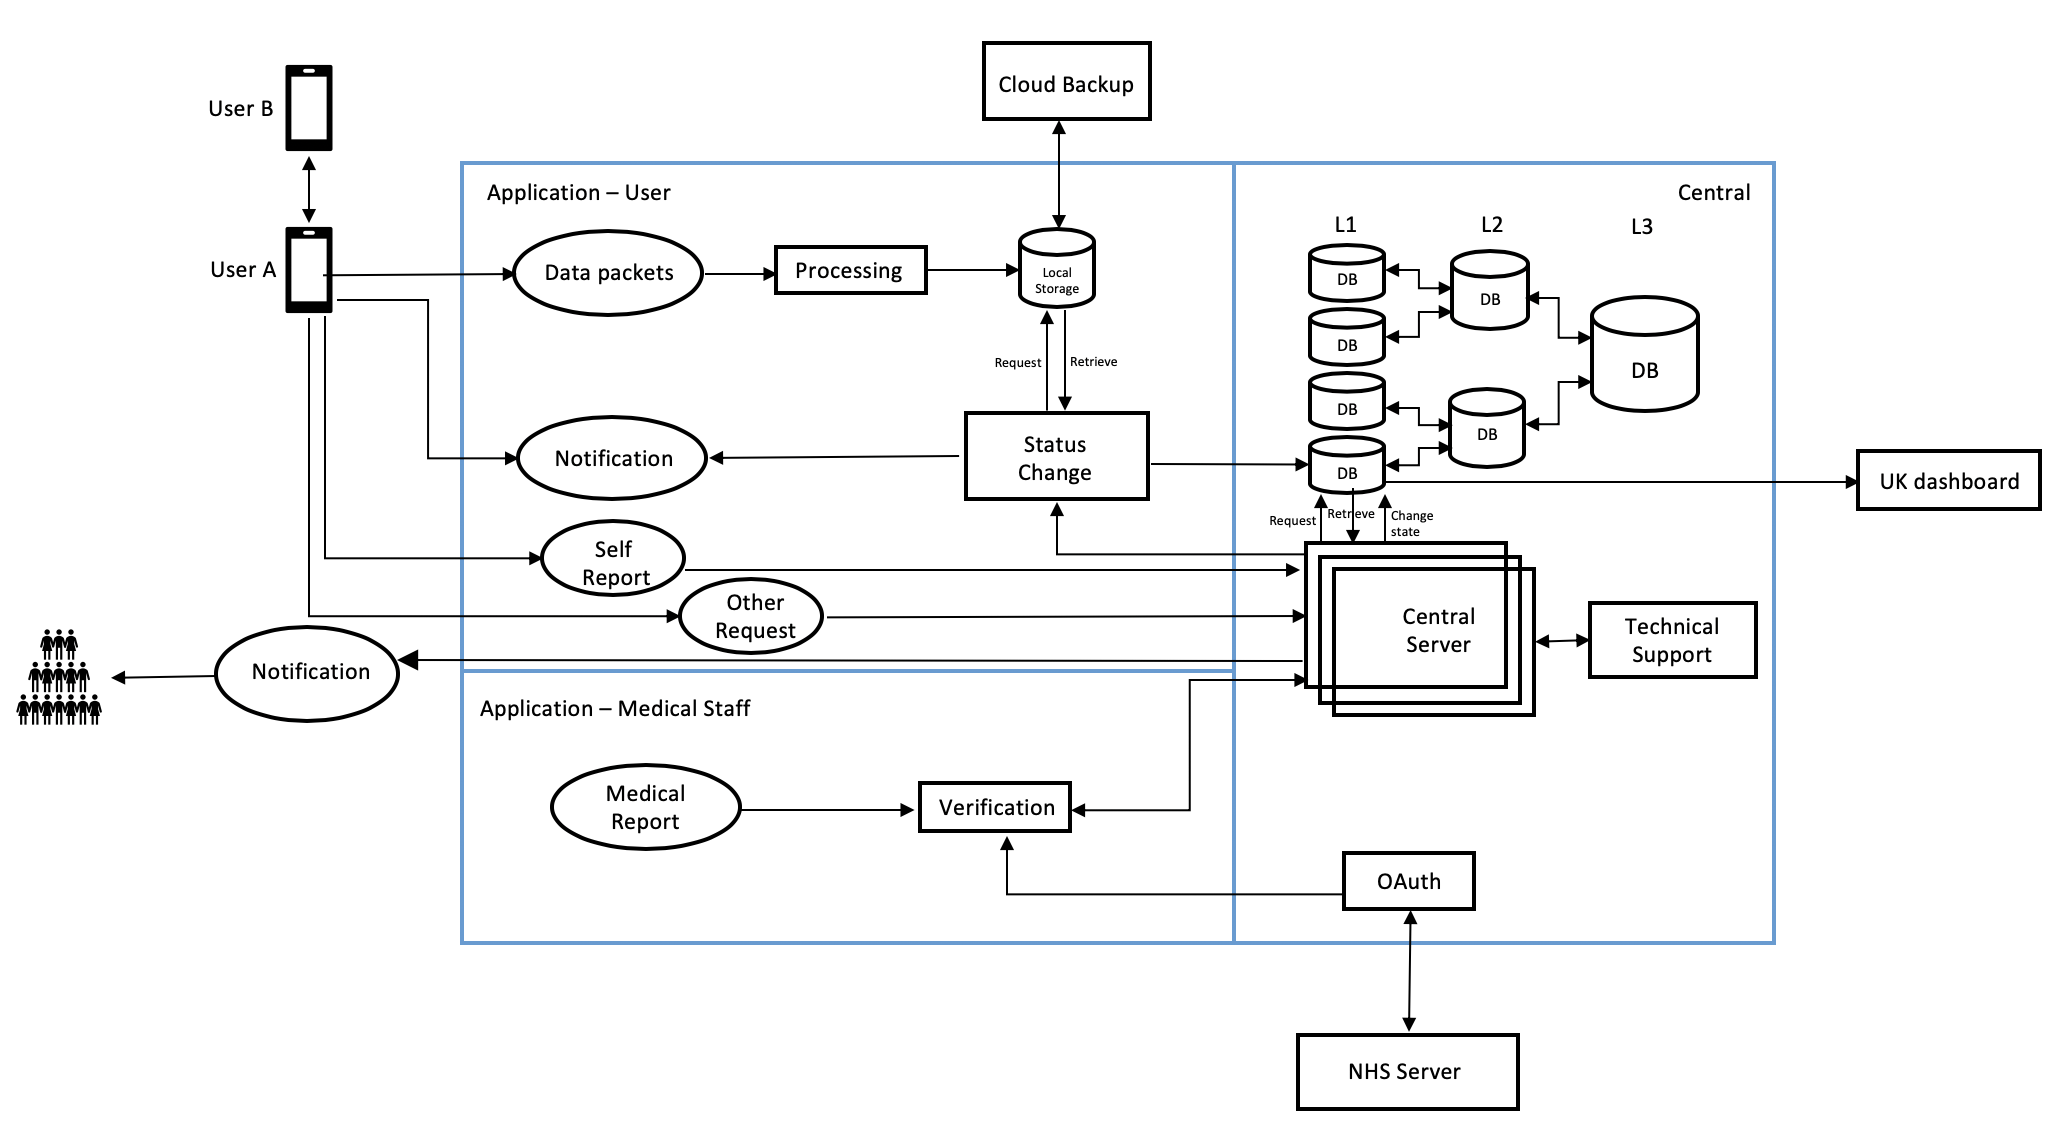 Cloud Backup
User B
Application – User
Central
L1
L2
L3
User A
Data packets
Processing
Local
Storage
DB
DB
DB
DB
DB
DB
DB
Request
Retrieve
Notification
Status
Change
UK dashboard
Request
Retrieve
Change
state
Self
Report
Other
Request
Central
Server
Technical
Support
Notification
Application – Medical Staff
Medical
Report
Verification
OAuth
NHS Server